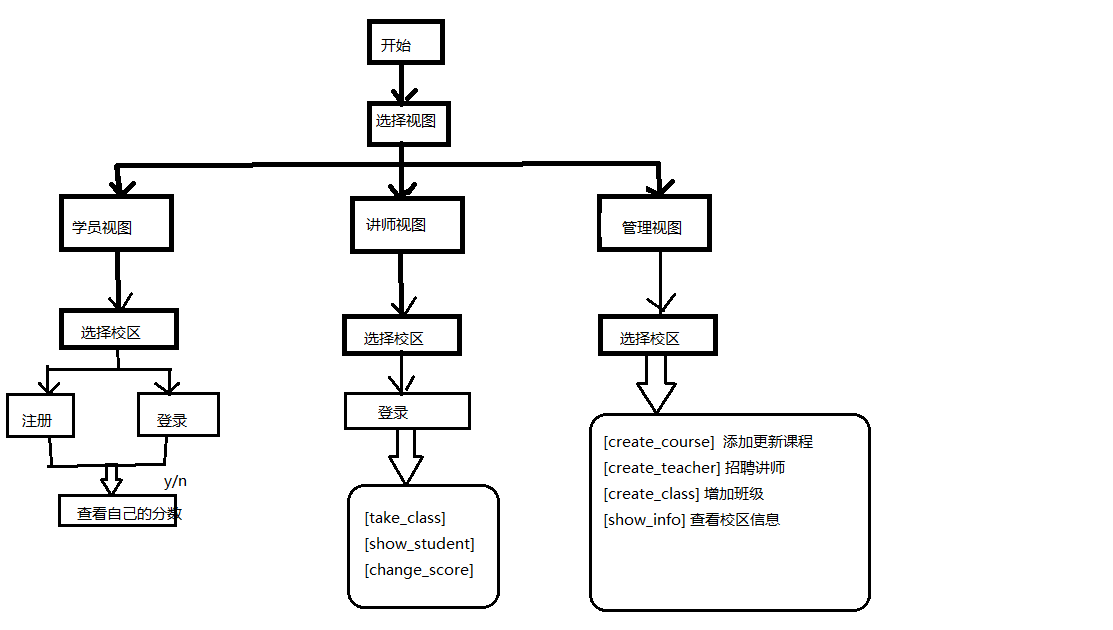 开始
选择视图
学员视图
讲师视图
管理视图
选择校区
选择校区
选择校区
注册
登录
登录
y/n
查看自己的分数
[take_class]
[show_student]
[change_score]
[create_course] 添加更新课程
[create_teacher] 招聘讲师
[create_class] 增加班级
[show_info] 查看校区信息